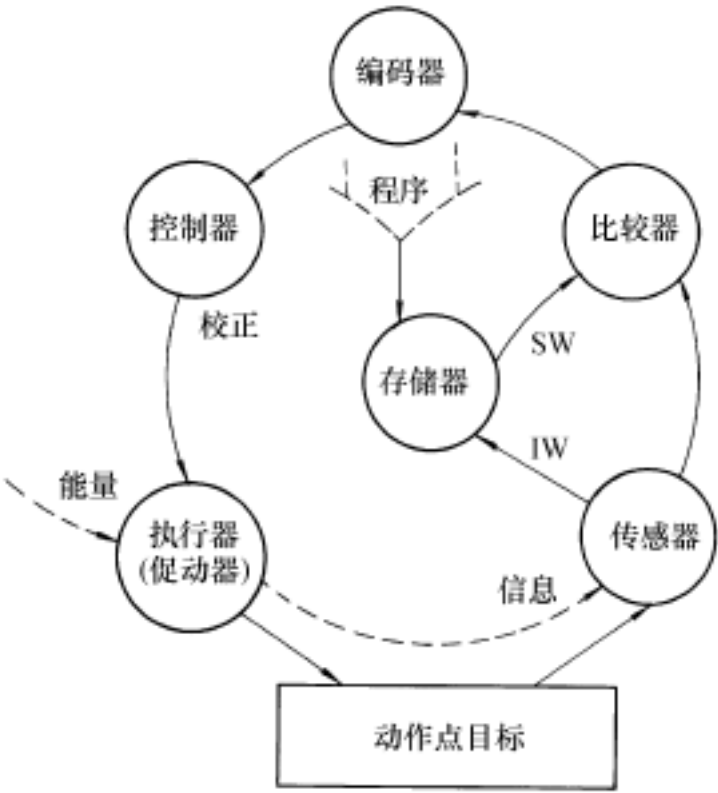 编码器
程序
控制器
比较器
校正
存储器
SW
IW
能量
执行器
(促动器)
传感器
信息
动作点目标